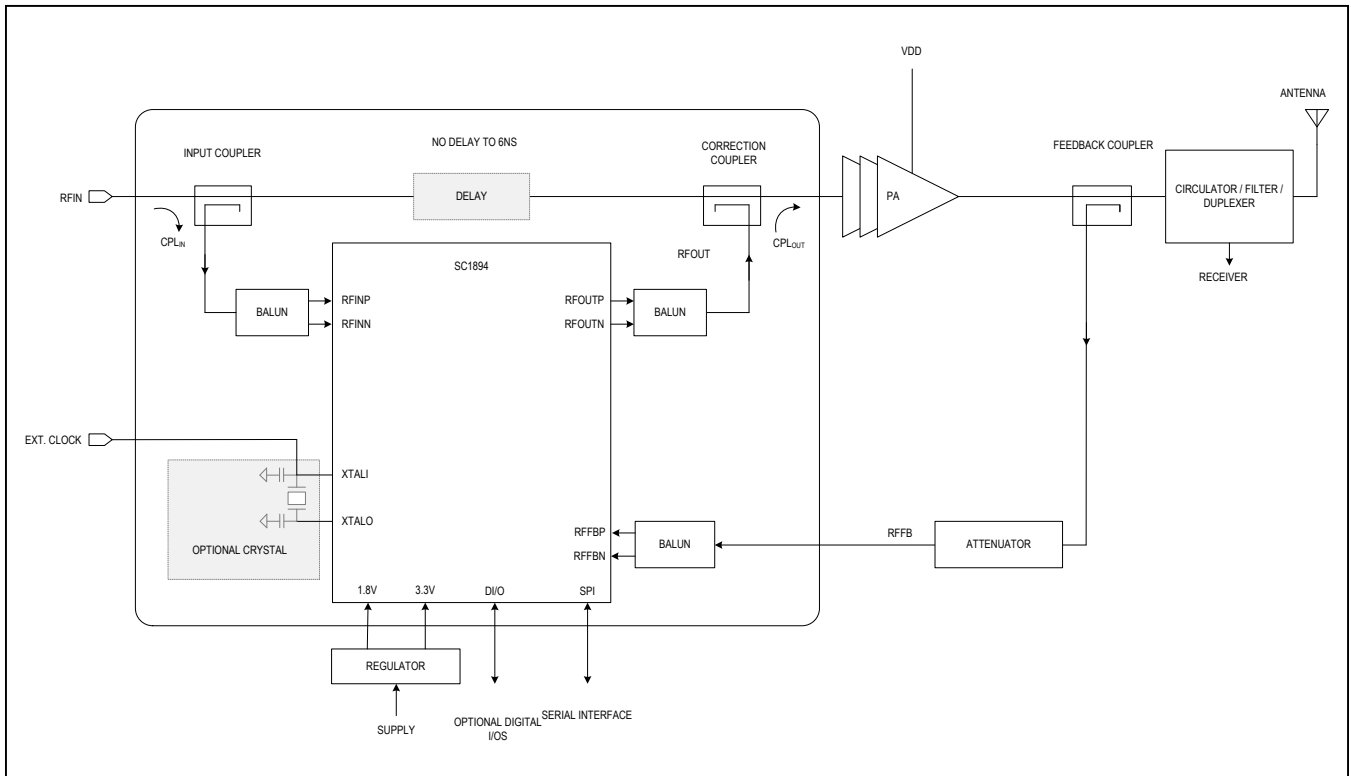 VDD
ANTENNA
NO DELAY TO 6NS
CORRECTION
COUPLER
INPUT COUPLER
FEEDBACK COUPLER
RFIN
DELAY
PA
CIRCULATOR / FILTER /
DUPLEXER
CPLIN
CPLOUT
RFOUT
SC1894
RECEIVER
BALUN
RFINP
RFINN
RFOUTP
RFOUTN
BALUN
EXT. CLOCK
XTALI
XTALO
OPTIONAL CRYSTAL
RFFBP
RFFBN
BALUN
RFFB
ATTENUATOR
1.8V
3.3V
DI/O
SPI
REGULATOR
SUPPLY
OPTIONAL DIGITAL
I/OS
SERIAL INTERFACE